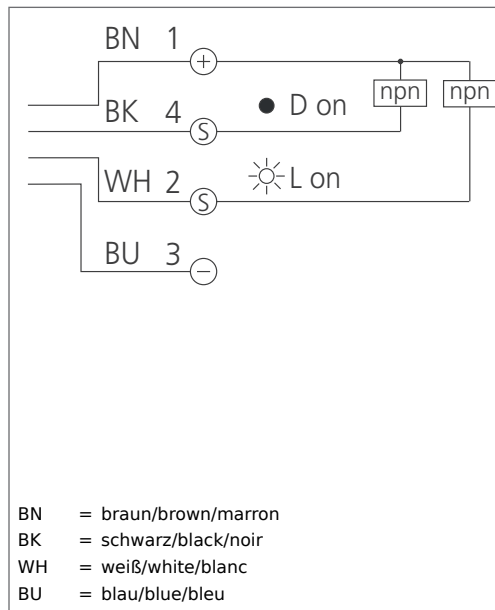 BN 1 +
npn npn
BK 4 S D on
WH 2 S L on
BU 3 −
BN = braun/brown/marron
BK = schwarz/black/noir
WH = weiß/white/blanc
BU = blau/blue/bleu